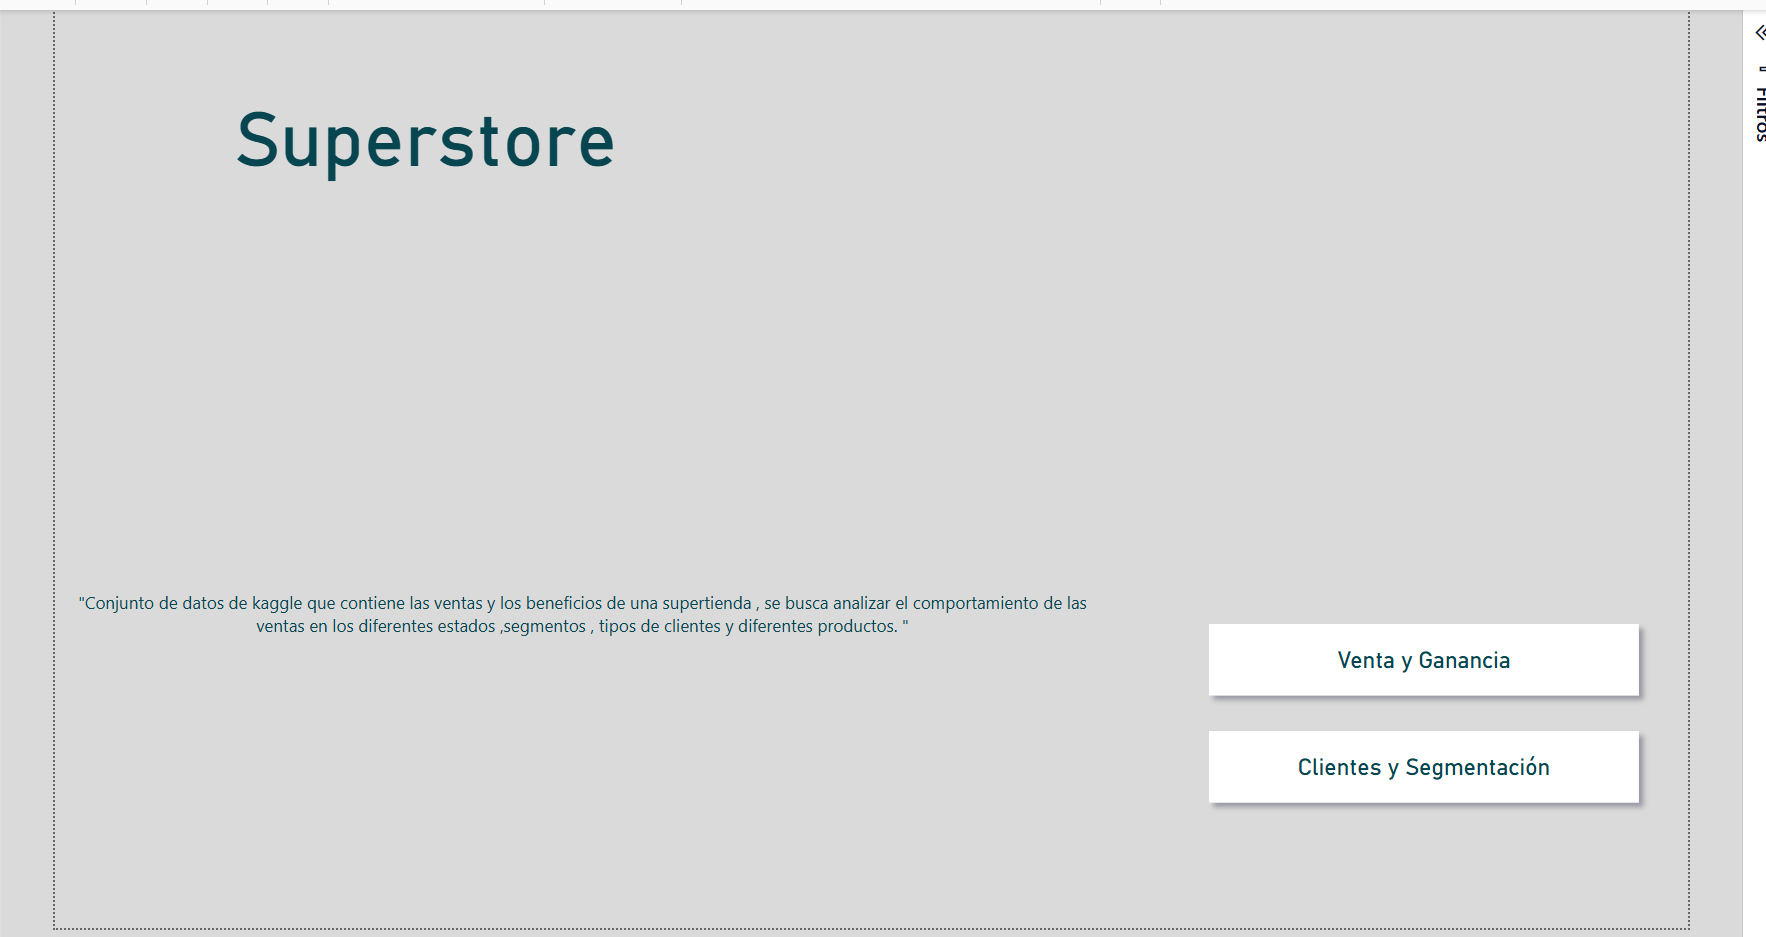 Superstore
Filtros
"Conjunto de datos de kaggle que contiene las ventas y los beneficios de una supertienda , se busca analizar el comportamiento de las
ventas en los diferentes estados ,segmentos , tipos de clientes y diferentes productos. "
Venta y Ganancia
Clientes y Segmentación